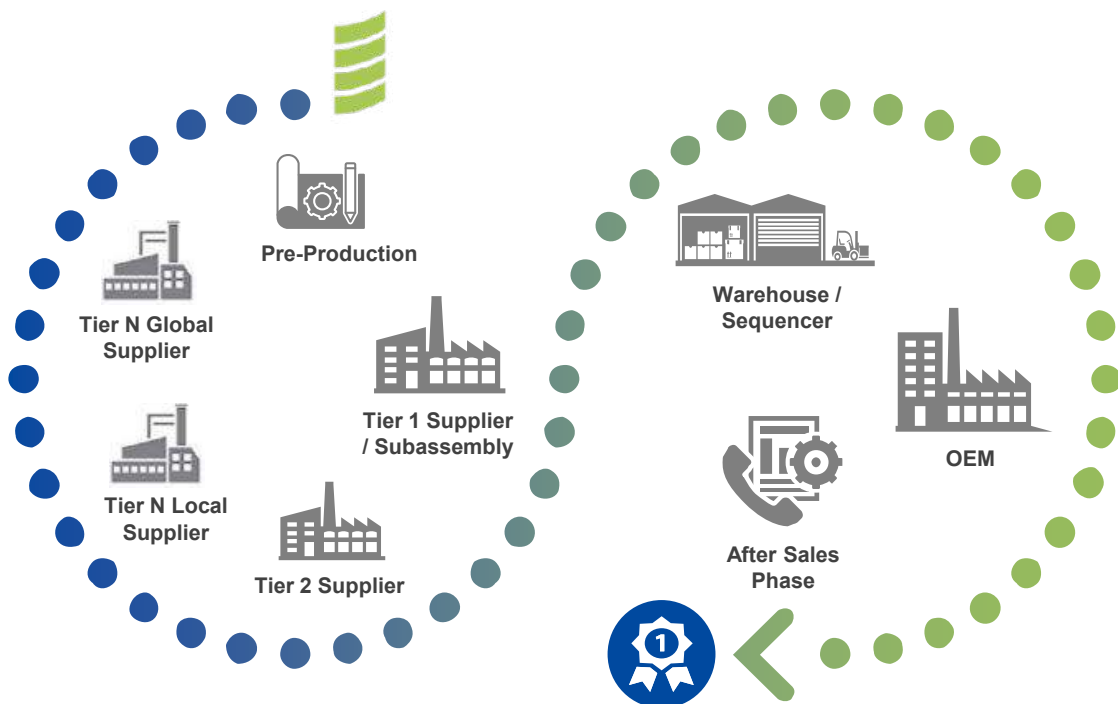 Pre-Production
Tier N Global
Supplier
Tier N Local
Supplier
Tier 2 Supplier
Tier 1 Supplier
/ Subassembly
Warehouse /
Sequencer
OEM
After Sales
Phase
1